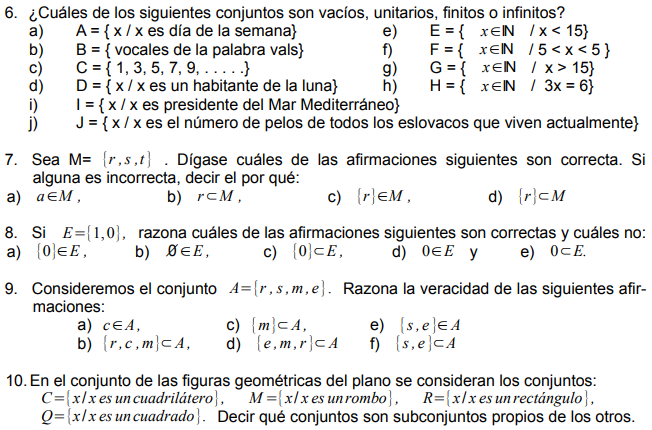 6. ¿Cuáles de los siguientes conjuntos son vacíos, unitarios, finitos o infinitos?
a) A = { x / x es día de la semana} e) E = { x∈ℕ / x < 15}
b) B = { vocales de la palabra vals} f) F = { x∈ℕ / 5 < x < 5 }
c) C = { 1, 3, 5, 7, 9, . . . . .} g) G = { x∈ℕ / x > 15}
d) D = { x / x es un habitante de la luna} h) H = { x∈ℕ / 3x = 6}
i) I = { x / x es presidente del Mar Mediterráneo}
j) J = { x / x es el número de pelos de todos los eslovacos que viven actualmente}
7. Sea M= {r,s,t} . Dígase cuáles de las afirmaciones siguientes son correcta. Si
alguna es incorrecta, decir el por qué:
a) a∈M , b) r⊂M , c) {r}∈M , d) {r}⊂M
8. Si E={1,0}, razona cuáles de las afirmaciones siguientes son correctas y cuáles no:
a) {0}∈E , b) Ø∈E , c) {0}⊂E , d) 0∈E y e) 0⊂E.
9. Consideremos el conjunto A={r,s,m,e}. Razona la veracidad de las siguientes afir-
maciones:
a) c∈A, c) {m}⊂A, e) {s,e}∈A
b) {r,c,m}⊂A, d) {e,m,r}⊂A f) {s,e}⊂A
10. En el conjunto de las figuras geométricas del plano se consideran los conjuntos:
C={x/x es un cuadrilátero}, M={x/x es un rombo}, R={x/x es un rectángulo},
Q={x/x es un cuadrado}. Decir qué conjuntos son subconjuntos propios de los otros.